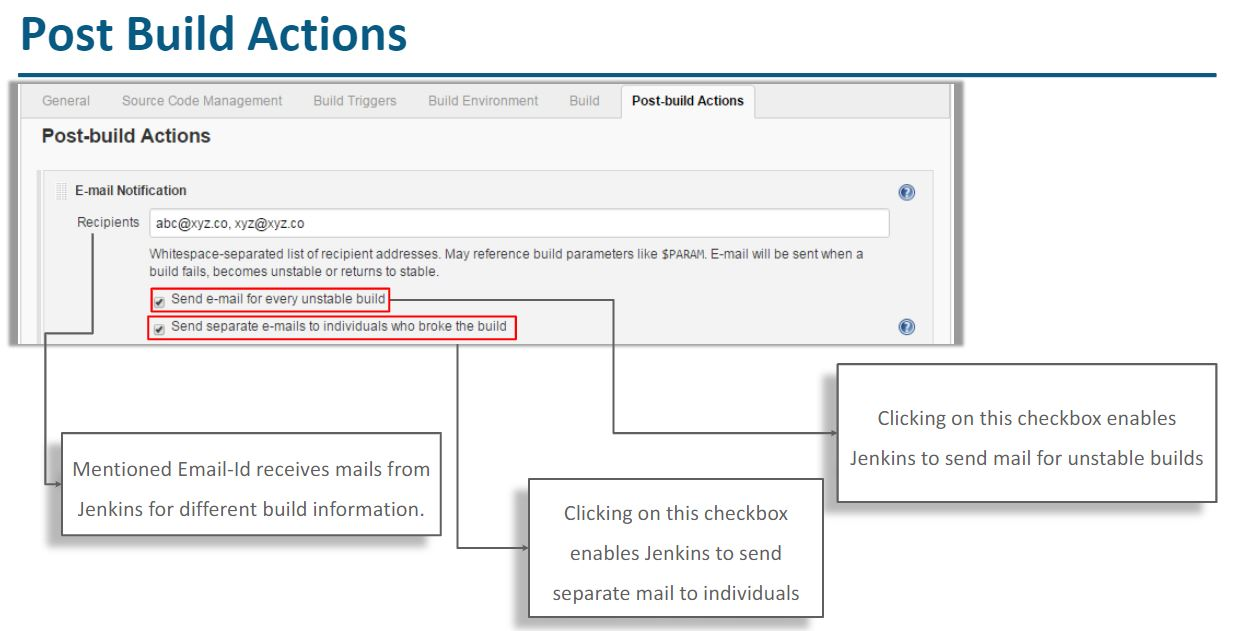 Post Build Actions
General Source Code Management Build Triggers Build Environment Build Post-build Actions
Post-build Actions
E-mail Notification
Recipients abc@xyz.co, xyz@xyz.co
Whitespace-separated list of recipient addresses. May reference build parameters like $PARAM. E-mail will be sent when a
build fails, becomes unstable or returns to stable.
Send e-mail for every unstable build
Send separate e-mails to individuals who broke the build
Clicking on this checkbox enables
Jenkins to send mail for unstable builds
Mentioned Email-Id receives mails from
Jenkins for different build information.
Clicking on this checkbox
enables Jenkins to send
separate mail to individuals